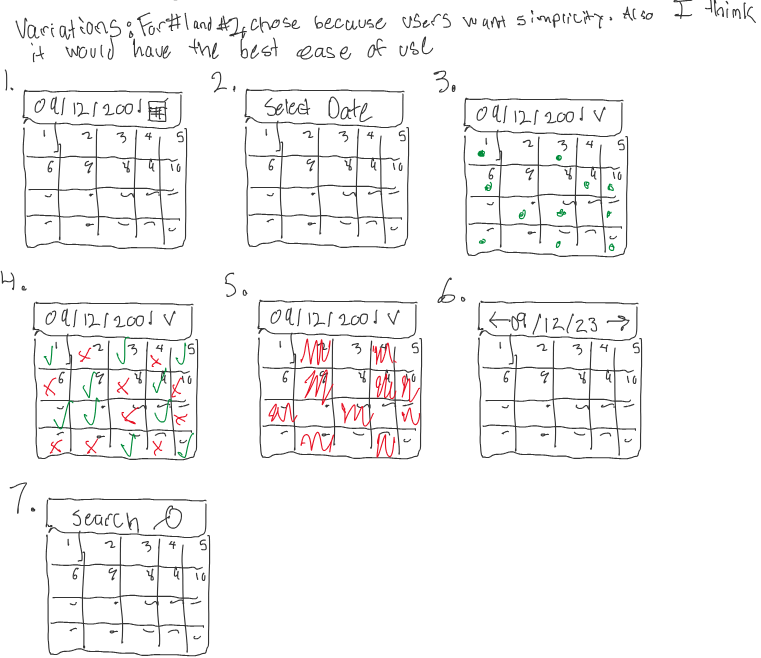 Variations: For #1 and #2, chose because users want simplicity. Also I think
it would have the best ease of use
1.
09/12/2001
1 2 3 4 5
6 9 8 4 10
2.
Select Date
1 2 3 4 5
6 9 8 4 10
3.
09/12/2001 V
1 2 3 4 5
6 9 8 4 10
4.
09/12/2001 V
1 2 3 4 5
6 9 8 4 10
5.
09/12/2001 V
1 3 5
6 8
6.
←09/12/23→
1 2 3 4 5
6 9 8 4 10
7.
Search
1 2 3 4 5
6 9 8 4 10